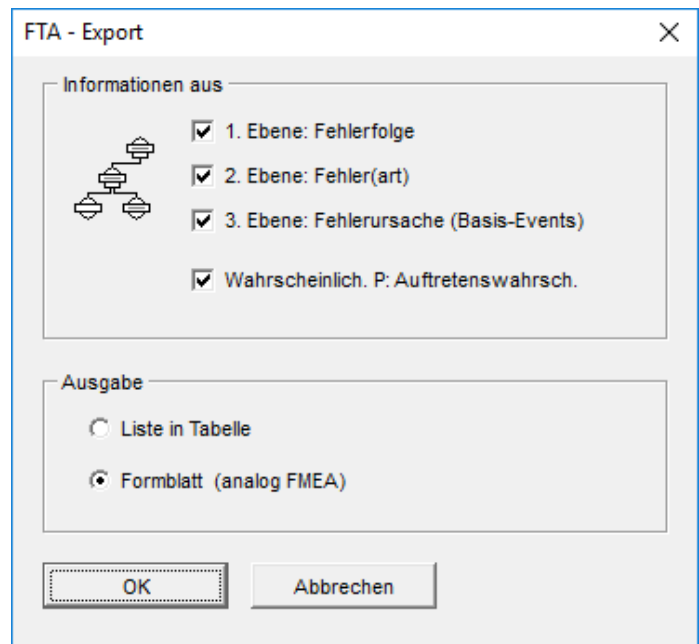 FTA - Export
Informationen aus
1. Ebene: Fehlerfolge
2. Ebene: Fehler(art)
3. Ebene: Fehlerursache (Basis-Events)
Wahrscheinlich. P: Auftretenswahrsch.
Ausgabe
Liste in Tabelle
Formblatt (analog FMEA)
OK
Abbrechen